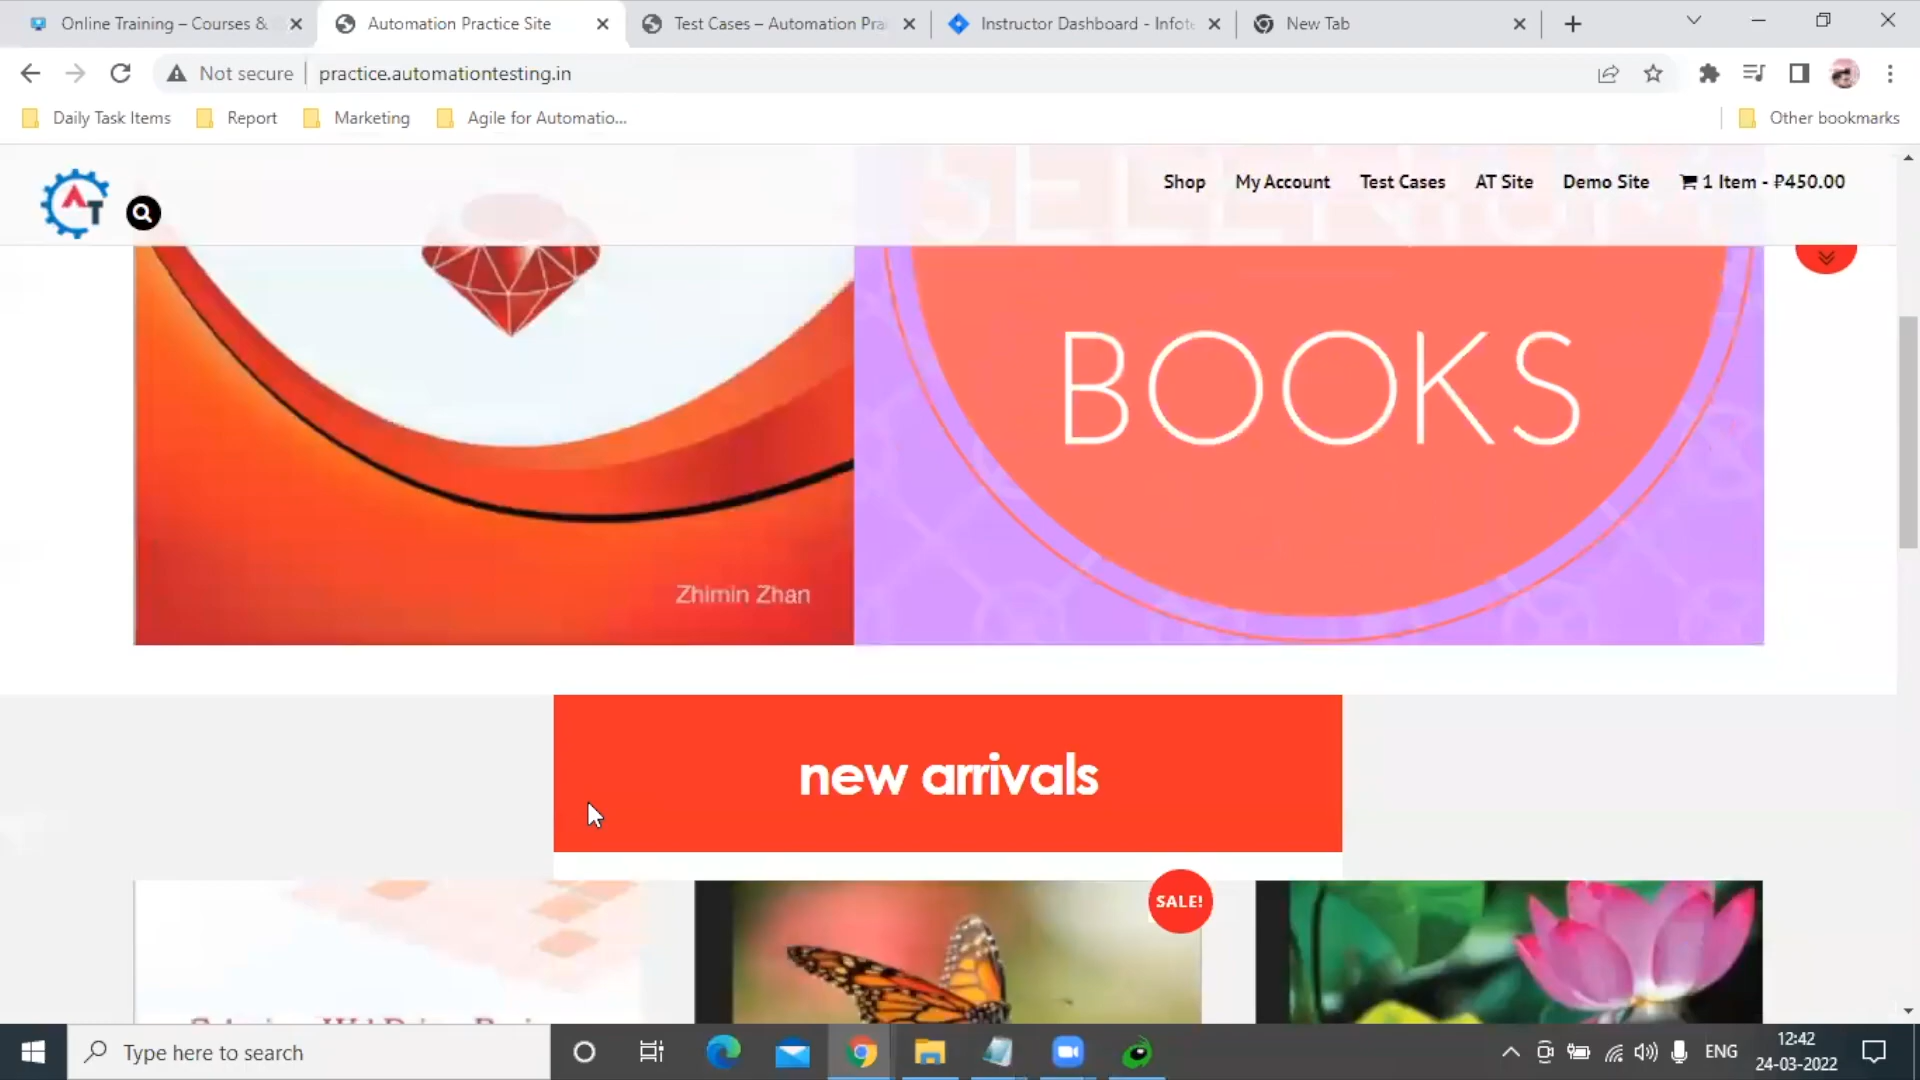 Online Training – Courses &
Automation Practice Site
Test Cases – Automation Pra
Instructor Dashboard - Infote
New Tab
Not secure
practice.automationtesting.in
Daily Task Items
Report
Marketing
Agile for Automatio...
Other bookmarks
AT
Shop
My Account
Test Cases
AT Site
Demo Site
1 Item - ₽450.00
SELENIUM
BOOKS
Zhimin Zhan
new arrivals
SALE!
Type here to search
ENG
12:42
24-03-2022